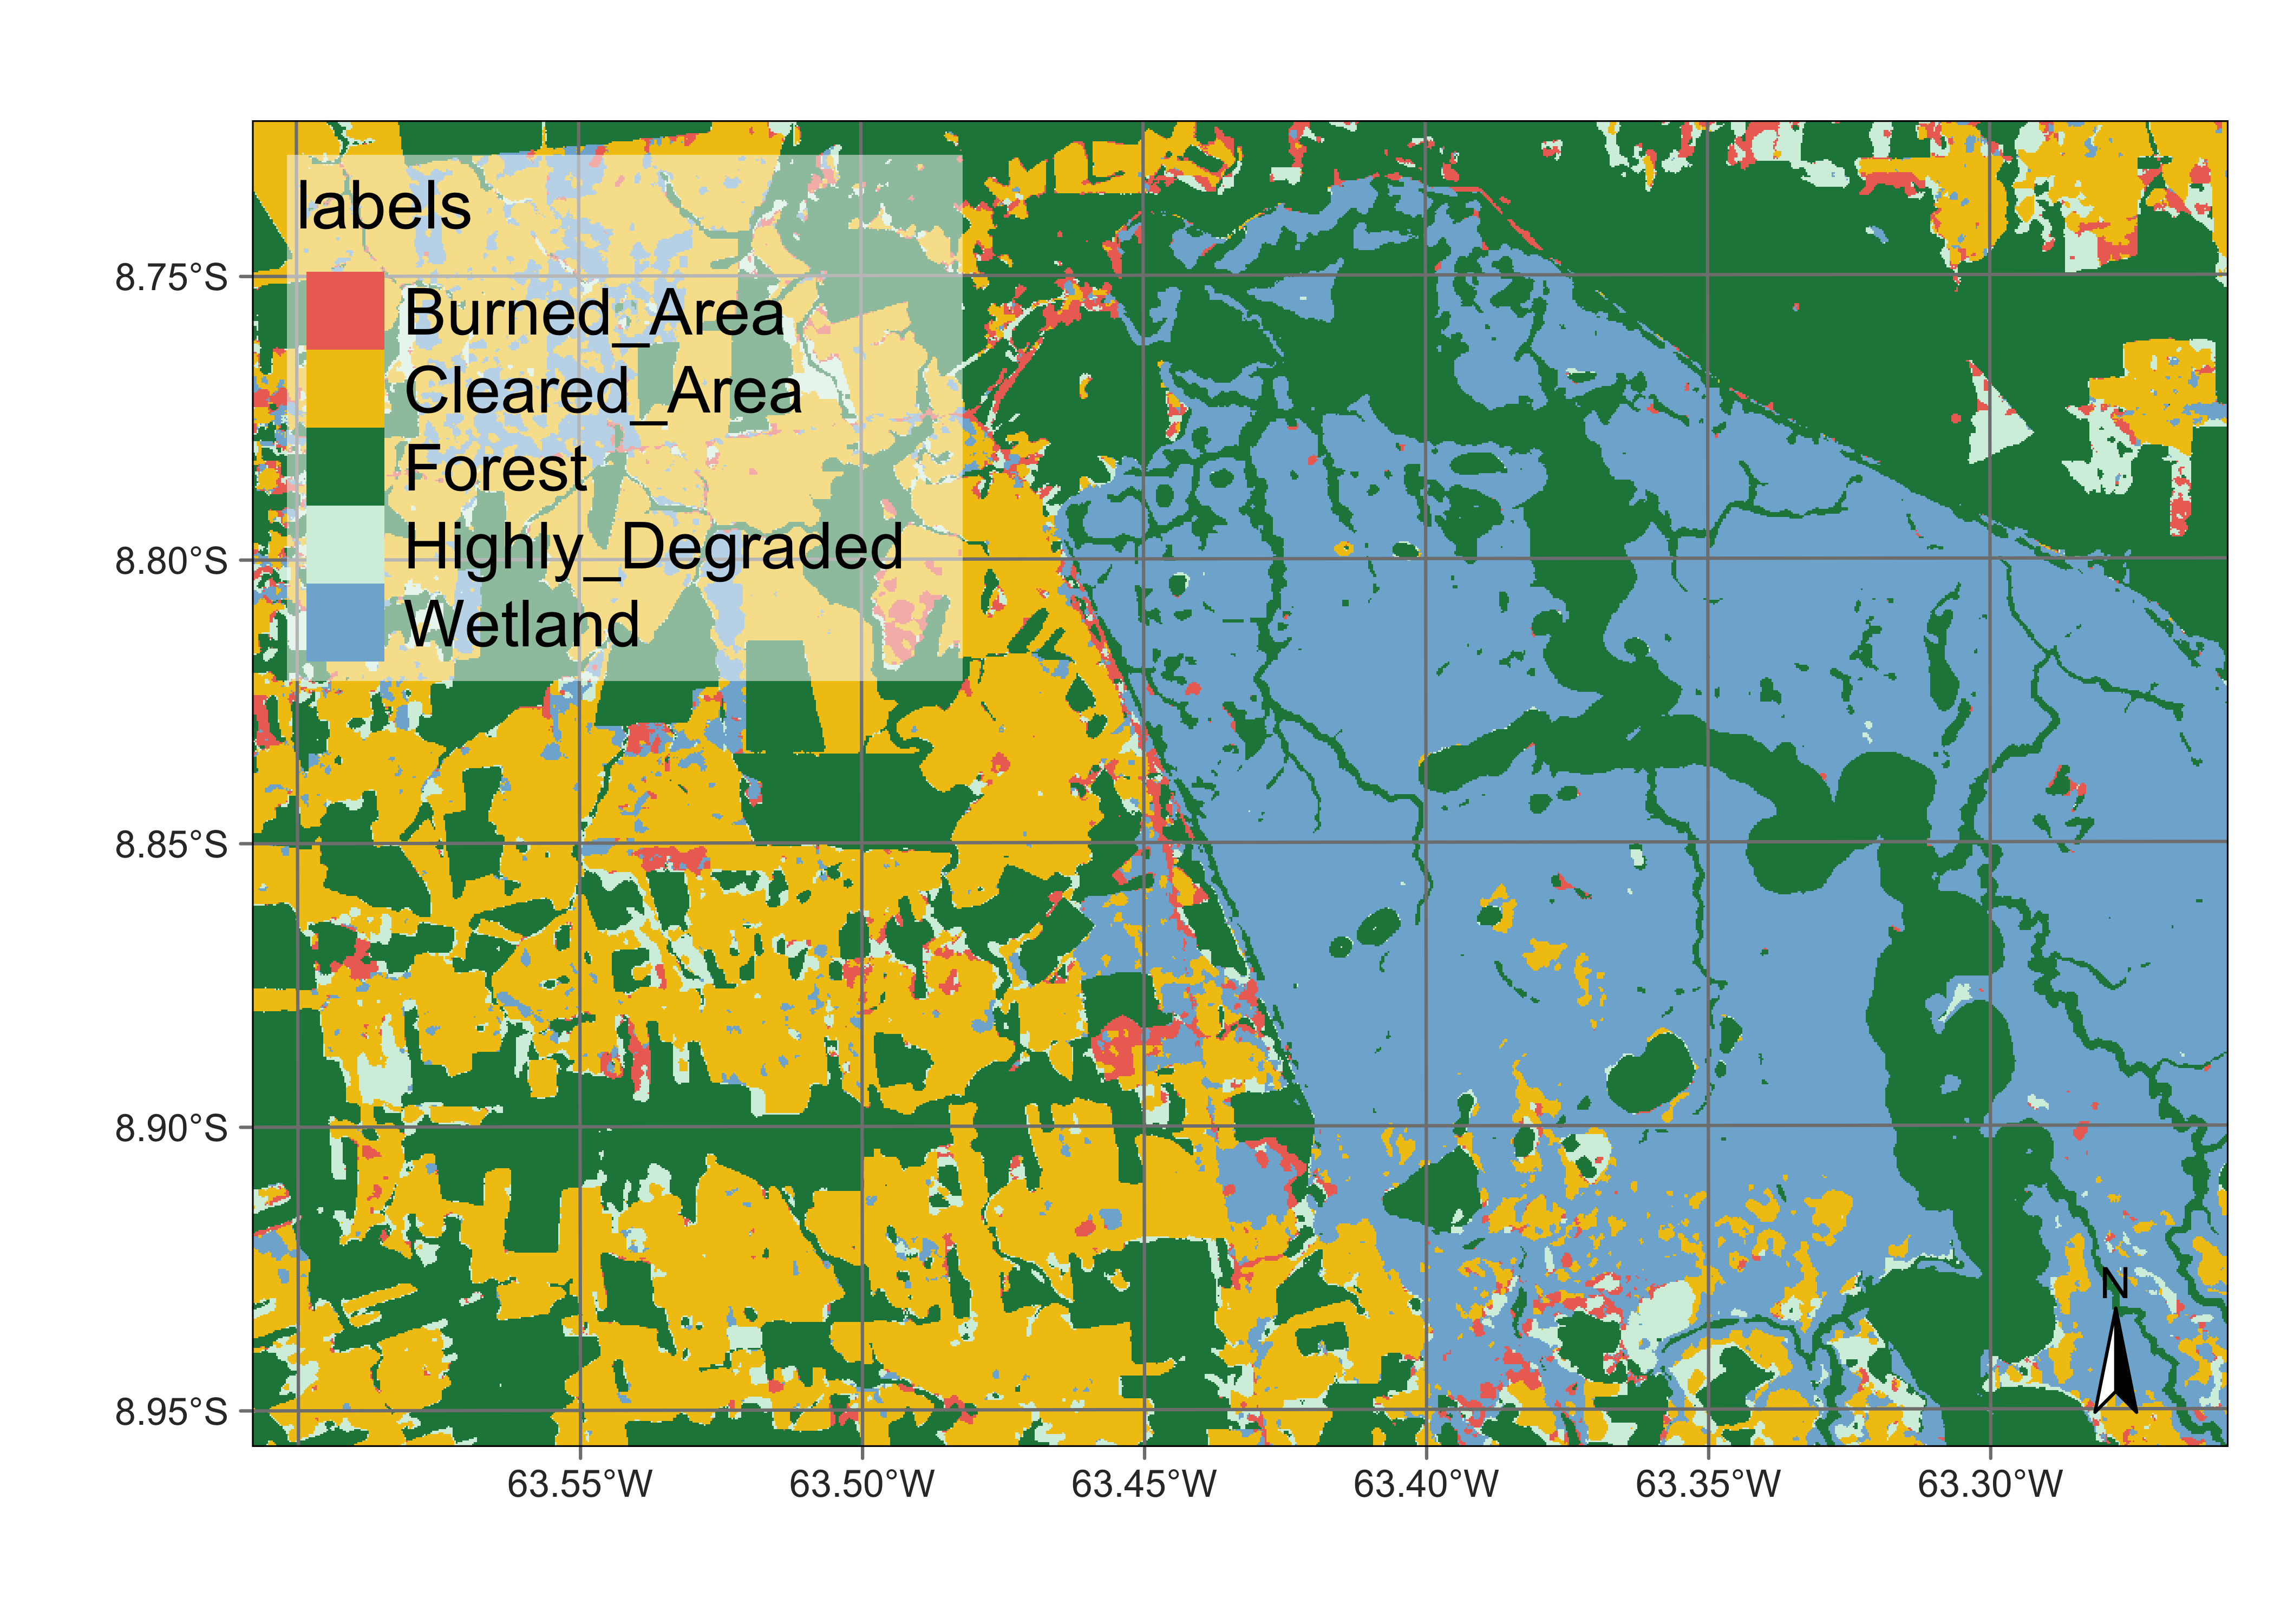 labels
Burned_Area
Cleared_Area
Forest
Highly_Degraded
Wetland
8.75°S
8.80°S
8.85°S
8.90°S
8.95°S
N
63.55°W 63.50°W 63.45°W 63.40°W 63.35°W 63.30°W